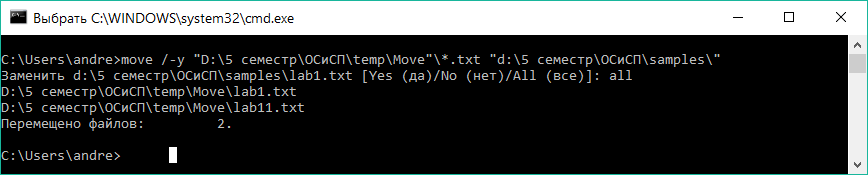 Выбрать C:\WINDOWS\system32\cmd.exe
C:\Users\andre>move /-y "D:\5 семестр\ОСиСП\temp\Move"\*.txt "d:\5 семестр\ОСиСП\samples\"
Заменить d:\5 семестр\ОСиСП\samples\lab1.txt [Yes (да)/No (нет)/All (все)]: all
D:\5 семестр\ОСиСП\temp\Move\lab1.txt
D:\5 семестр\ОСиСП\temp\Move\lab11.txt
Перемещено файлов:         2.
C:\Users\andre>